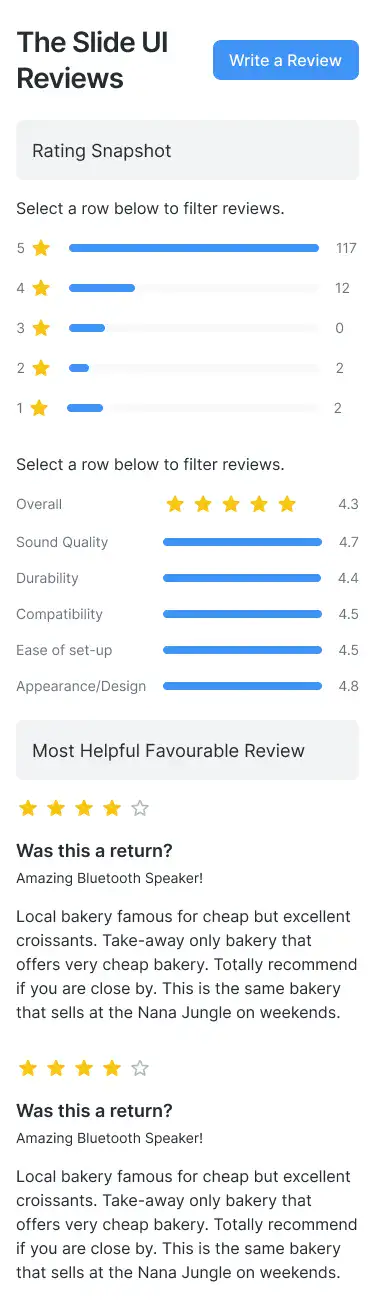 The Slide UI
Reviews
Write a Review
Rating Snapshot
Select a row below to filter reviews.
5 117
4 12
3 0
2 2
1 2
Select a row below to filter reviews.
Overall 4.3
Sound Quality 4.7
Durability 4.4
Compatibility 4.5
Ease of set-up 4.5
Appearance/Design 4.8
Most Helpful Favourable Review
Was this a return?
Amazing Bluetooth Speaker!
Local bakery famous for cheap but excellent
croissants. Take-away only bakery that
offers very cheap bakery. Totally recommend
if you are close by. This is the same bakery
that sells at the Nana Jungle on weekends.
Was this a return?
Amazing Bluetooth Speaker!
Local bakery famous for cheap but excellent
croissants. Take-away only bakery that
offers very cheap bakery. Totally recommend
if you are close by. This is the same bakery
that sells at the Nana Jungle on weekends.